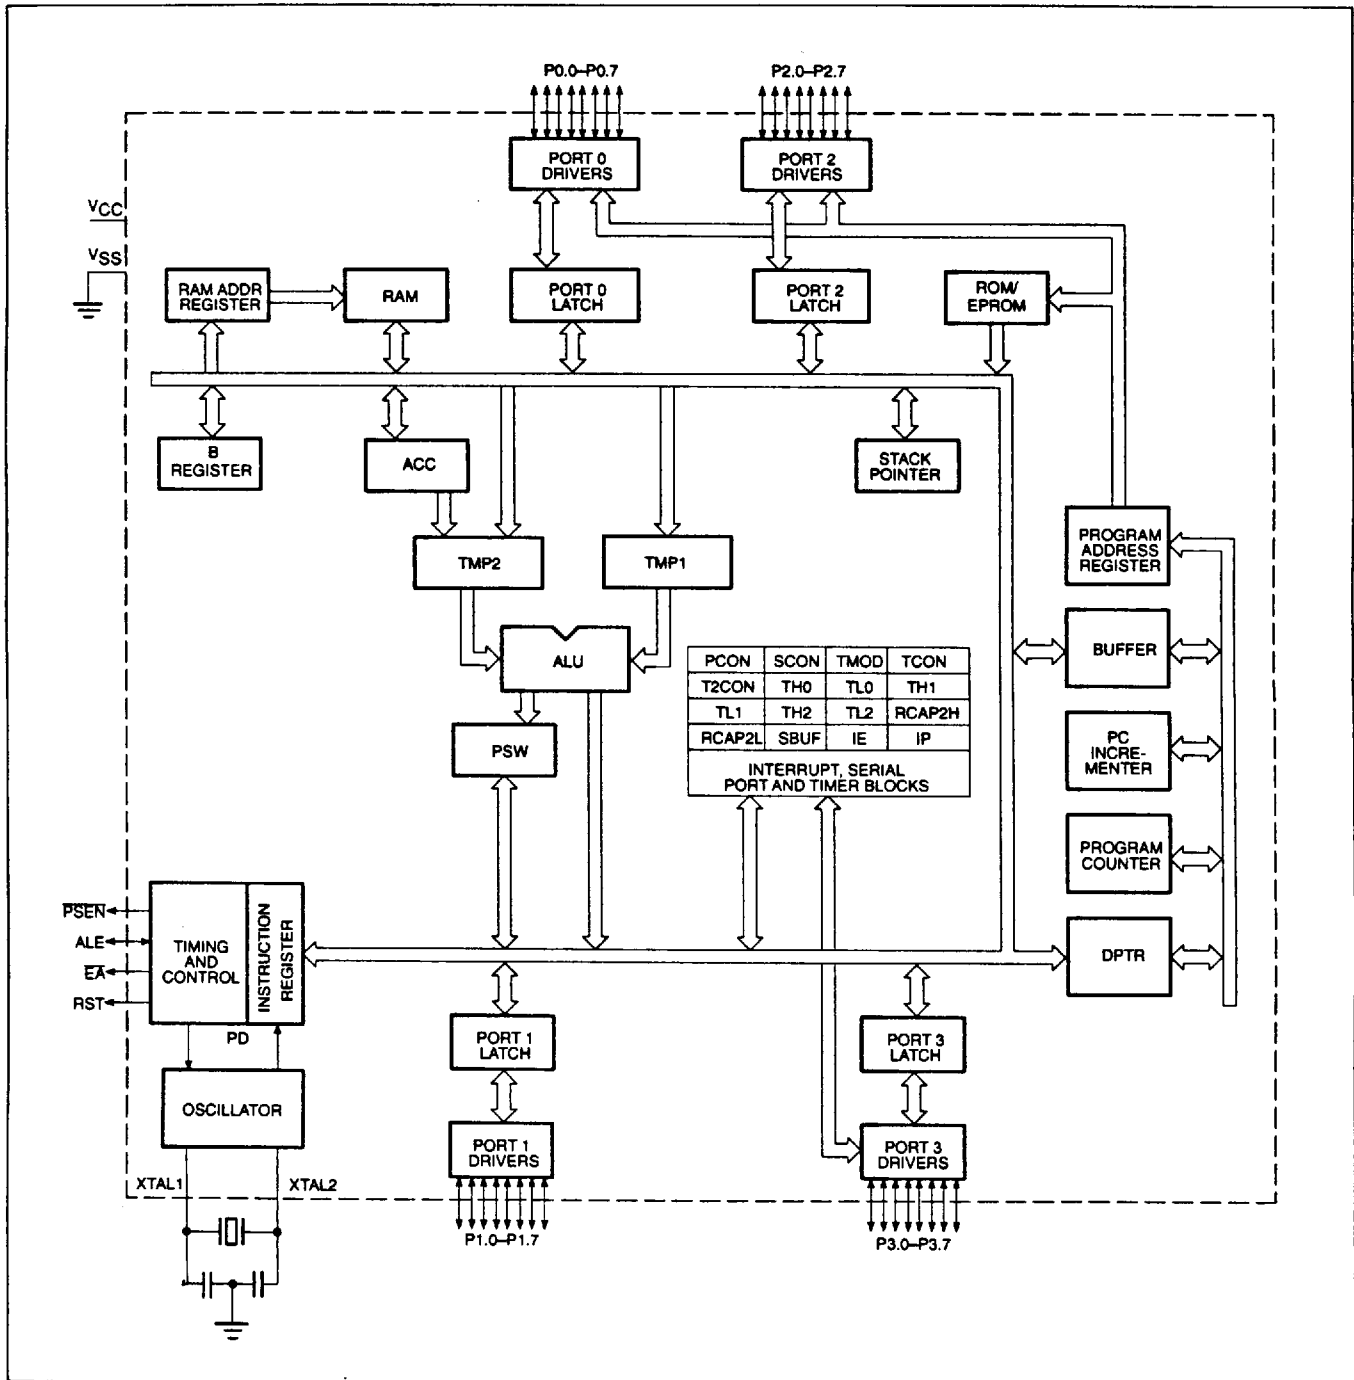 P0.0–P0.7
P2.0–P2.7
PORT 0
DRIVERS
PORT 2
DRIVERS
VCC
VSS
RAM ADDR
REGISTER
RAM
PORT 0
LATCH
PORT 2
LATCH
ROM/
EPROM
B
REGISTER
ACC
STACK
POINTER
PROGRAM
ADDRESS
REGISTER
TMP2
TMP1
ALU
BUFFER
PCON SCON TMOD TCON
T2CON TH0 TL0 TH1
TL1 TH2 TL2 RCAP2H
RCAP2L SBUF IE IP
INTERRUPT, SERIAL
PORT AND TIMER BLOCKS
PSW
PC
INCRE-
MENTER
PROGRAM
COUNTER
PSEN
ALE
EA
RST
TIMING
AND
CONTROL
INSTRUCTION
REGISTER
DPTR
PD
PORT 1
LATCH
PORT 3
LATCH
OSCILLATOR
PORT 1
DRIVERS
PORT 3
DRIVERS
XTAL1
XTAL2
P1.0–P1.7
P3.0–P3.7